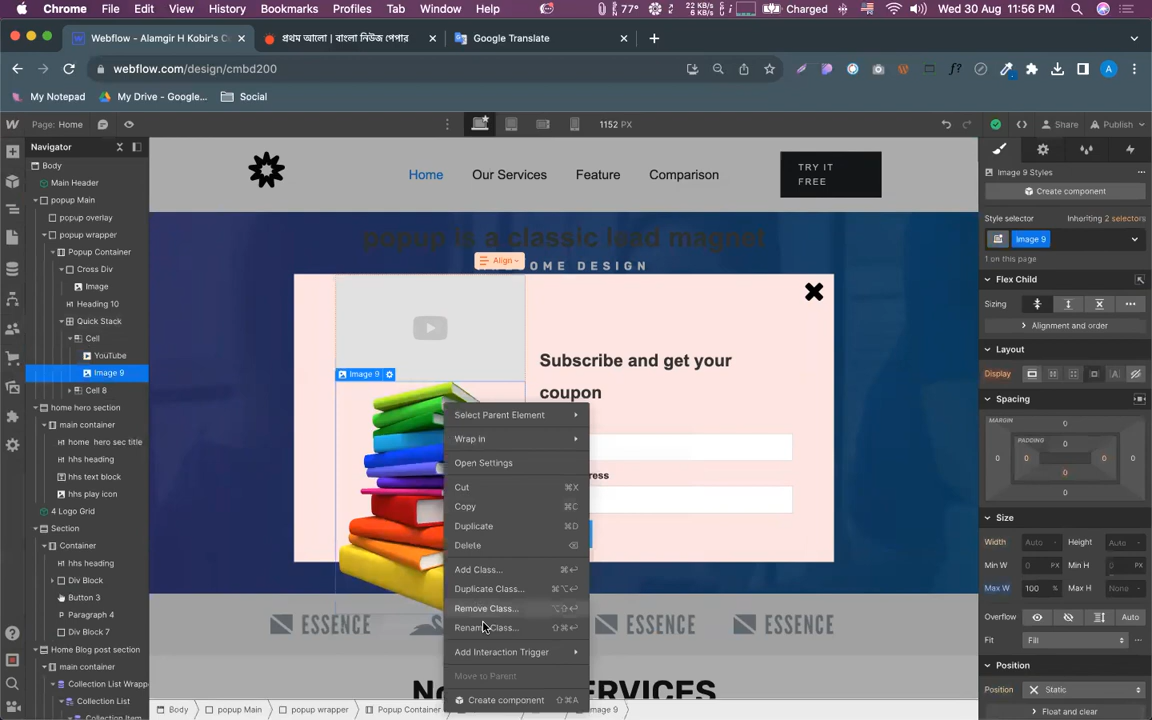 Chrome File Edit View History Bookmarks Profiles Tab Window Help 77° 22 KB/s Charged Wed 30 Aug 11:56 PM
Webflow - Alamgir H Kobir's C প্রথম আলো | বাংলা নিউজ পেপার Google Translate
webflow.com/design/cmbd200
My Notepad My Drive - Google... Social
Page: Home 1152 PX Share Publish
Navigator
Body
Main Header
popup Main
popup overlay
popup wrapper
Popup Container
Cross Div
Image
Heading 10
Quick Stack
Cell
YouTube
Image 9
Cell 8
home hero section
main container
home hero sec title
hhs heading
hhs text block
hhs play icon
4 Logo Grid
Section
Container
hhs heading
Div Block
Button 3
Paragraph 4
Div Block 7
Home Blog post section
main container
Collection List Wrapp
Collection List
Collection Item
Home Our Services Feature Comparison TRY IT FREE
popup is a classic lead magnet
AWESOME DESIGN
Align
Image 9
Subscribe and get your
coupon
ress
Select Parent Element
Wrap in
Open Settings
Cut ⌘X
Copy ⌘C
Duplicate ⌘D
Delete ⌫
Add Class... ⌘↩
Duplicate Class... ⌘⌥↩
Remove Class... ⌥⇧↩
Rename Class... ⇧⌘↩
Add Interaction Trigger
Move to Parent
Create component ⇧⌘A
ESSENCE ESSENCE ESSENCE
SERVICES
Body popup Main popup wrapper Popup Container age 9
Image 9 Styles
Create component
Style selector Inheriting 2 selectors
Image 9
1 on this page
Flex Child
Sizing
Alignment and order
Layout
Display
Spacing
MARGIN 0
PADDING 0
0 0 0 0
0
0
Size
Width Auto Height Auto
Min W 0 PX Min H 0 PX
Max W 100 % Max H None
Overflow Auto
Fit Fill
Position
Position Static
Float and clear